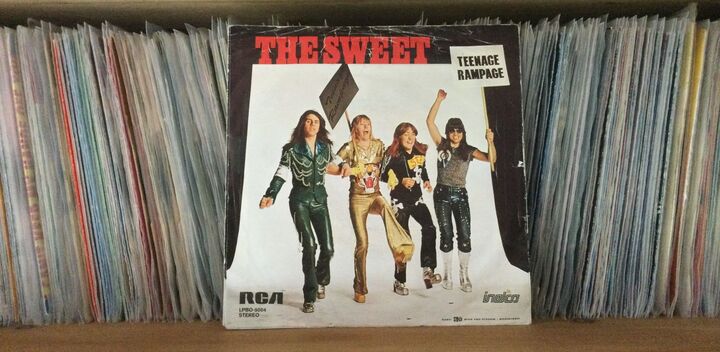 THE SWEET
TEENAGE
RAMPAGE
RCA
LPBO-5004
STEREO
inelco